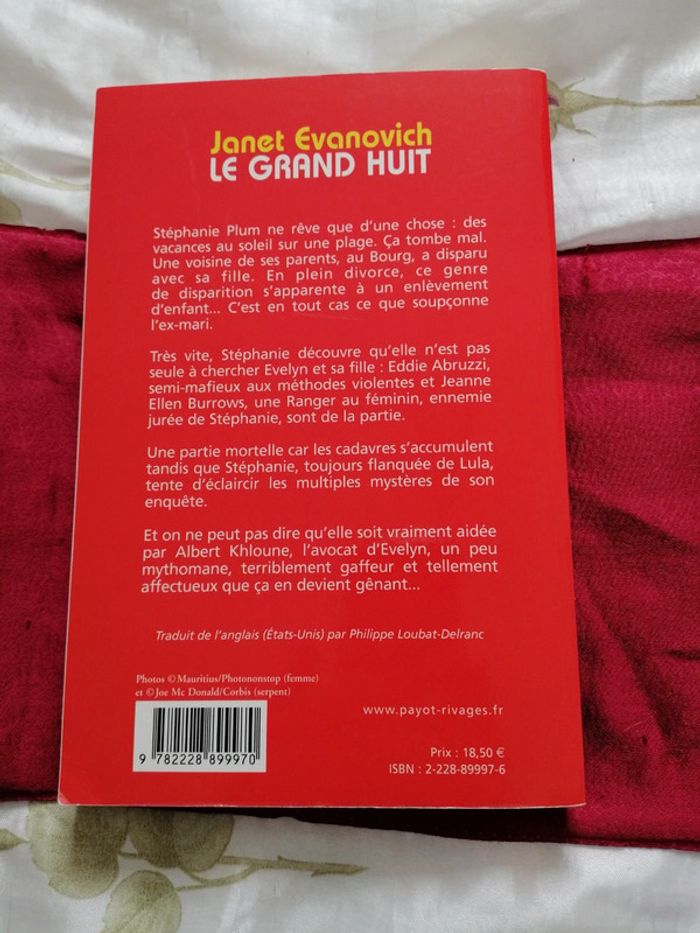 Janet Evanovich
LE GRAND HUIT
Stéphanie Plum ne rêve que d'une chose : des
vacances au soleil sur une plage. Ça tombe mal.
Une voisine de ses parents, au Bourg, a disparu
avec sa fille. En plein divorce, ce genre
de disparition s'apparente à un enlèvement
d'enfant... C'est en tout cas ce que soupçonne
l'ex-mari.
Très vite, Stéphanie découvre qu'elle n'est pas
seule à chercher Evelyn et sa fille : Eddie Abruzzi,
semi-mafieux aux méthodes violentes et Jeanne
Ellen Burrows, une Ranger au féminin, ennemie
jurée de Stéphanie, sont de la partie.
Une partie mortelle car les cadavres s'accumulent
tandis que Stéphanie, toujours flanquée de Lula,
tente d'éclaircir les multiples mystères de son
enquête.
Et on ne peut pas dire qu'elle soit vraiment aidée
par Albert Khloune, l'avocat d'Evelyn, un peu
mythomane, terriblement gaffeur et tellement
affectueux que ça en devient gênant...
Traduit de l'anglais (États-Unis) par Philippe Loubat-Delranc
Photos © Mauritius/Photononstop (femme)
et © Joe Mc Donald/Corbis (serpent)
www.payot-rivages.fr
9 782228 899970
Prix : 18,50 €
ISBN : 2-228-89997-6